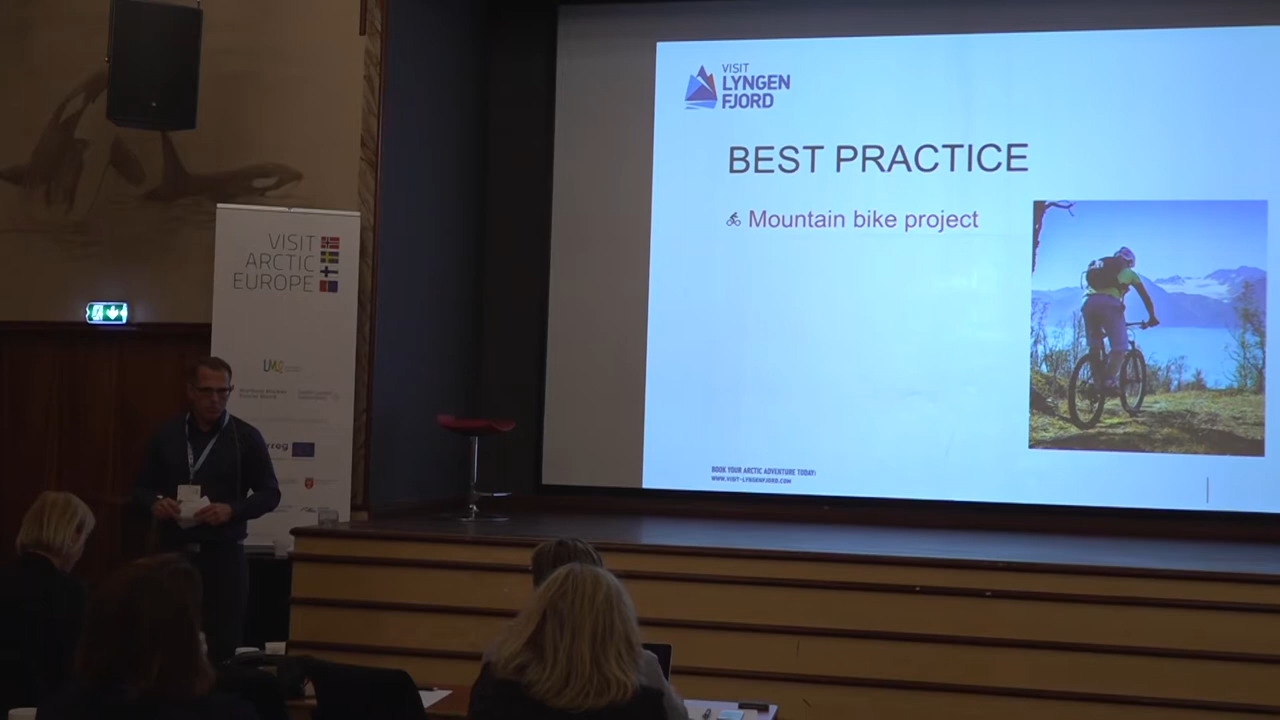 VISIT
LYNGEN
FJORD
BEST PRACTICE
Mountain bike project
BOOK YOUR ARCTIC ADVENTURE TODAY!
WWW.VISIT-LYNGENFJORD.COM
VISIT
ARCTIC
EUROPE